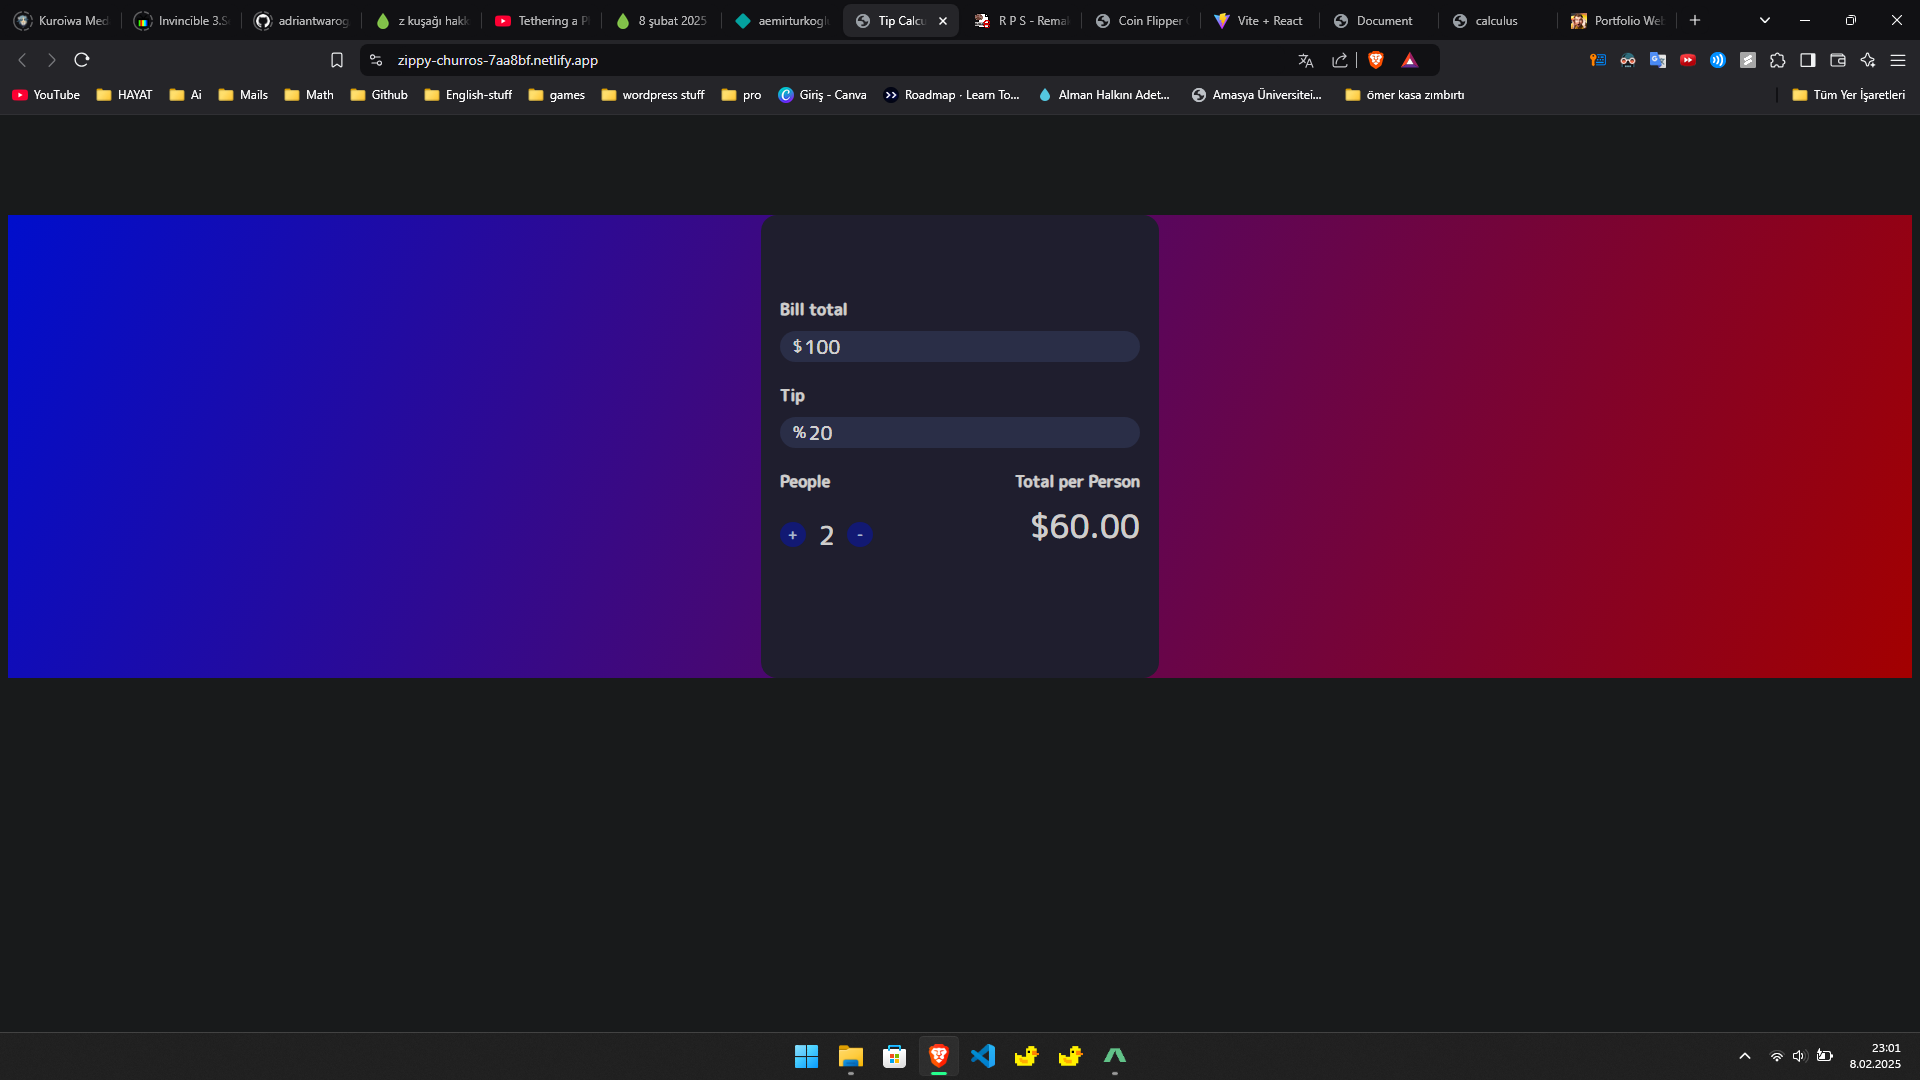 Kuroiwa Med
Invincible 3.S
adriantwarog
z kuşağı hakk
Tethering a P
8 şubat 2025
aemirturkogl
Tip Calcu
R P S - Rema
Coin Flipper
Vite + React
Document
calculus
Portfolio Web
zippy-churros-7aa8bf.netlify.app
YouTube
HAYAT
Ai
Mails
Math
Github
English-stuff
games
wordpress stuff
pro
Giriş - Canva
Roadmap · Learn To...
Alman Halkını Adet...
Amasya Üniversitei...
ömer kasa zımbırtı
Tüm Yer İşaretleri
Bill total
$100
Tip
%20
People
Total per Person
+ 2 -
$60.00
23:01
8.02.2025